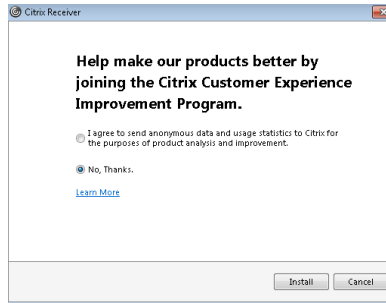 Citrix Receiver
Help make our products better by
joining the Citrix Customer Experience
Improvement Program.
I agree to send anonymous data and usage statistics to Citrix for
the purposes of product analysis and improvement.
No, Thanks.
Learn More
Install Cancel